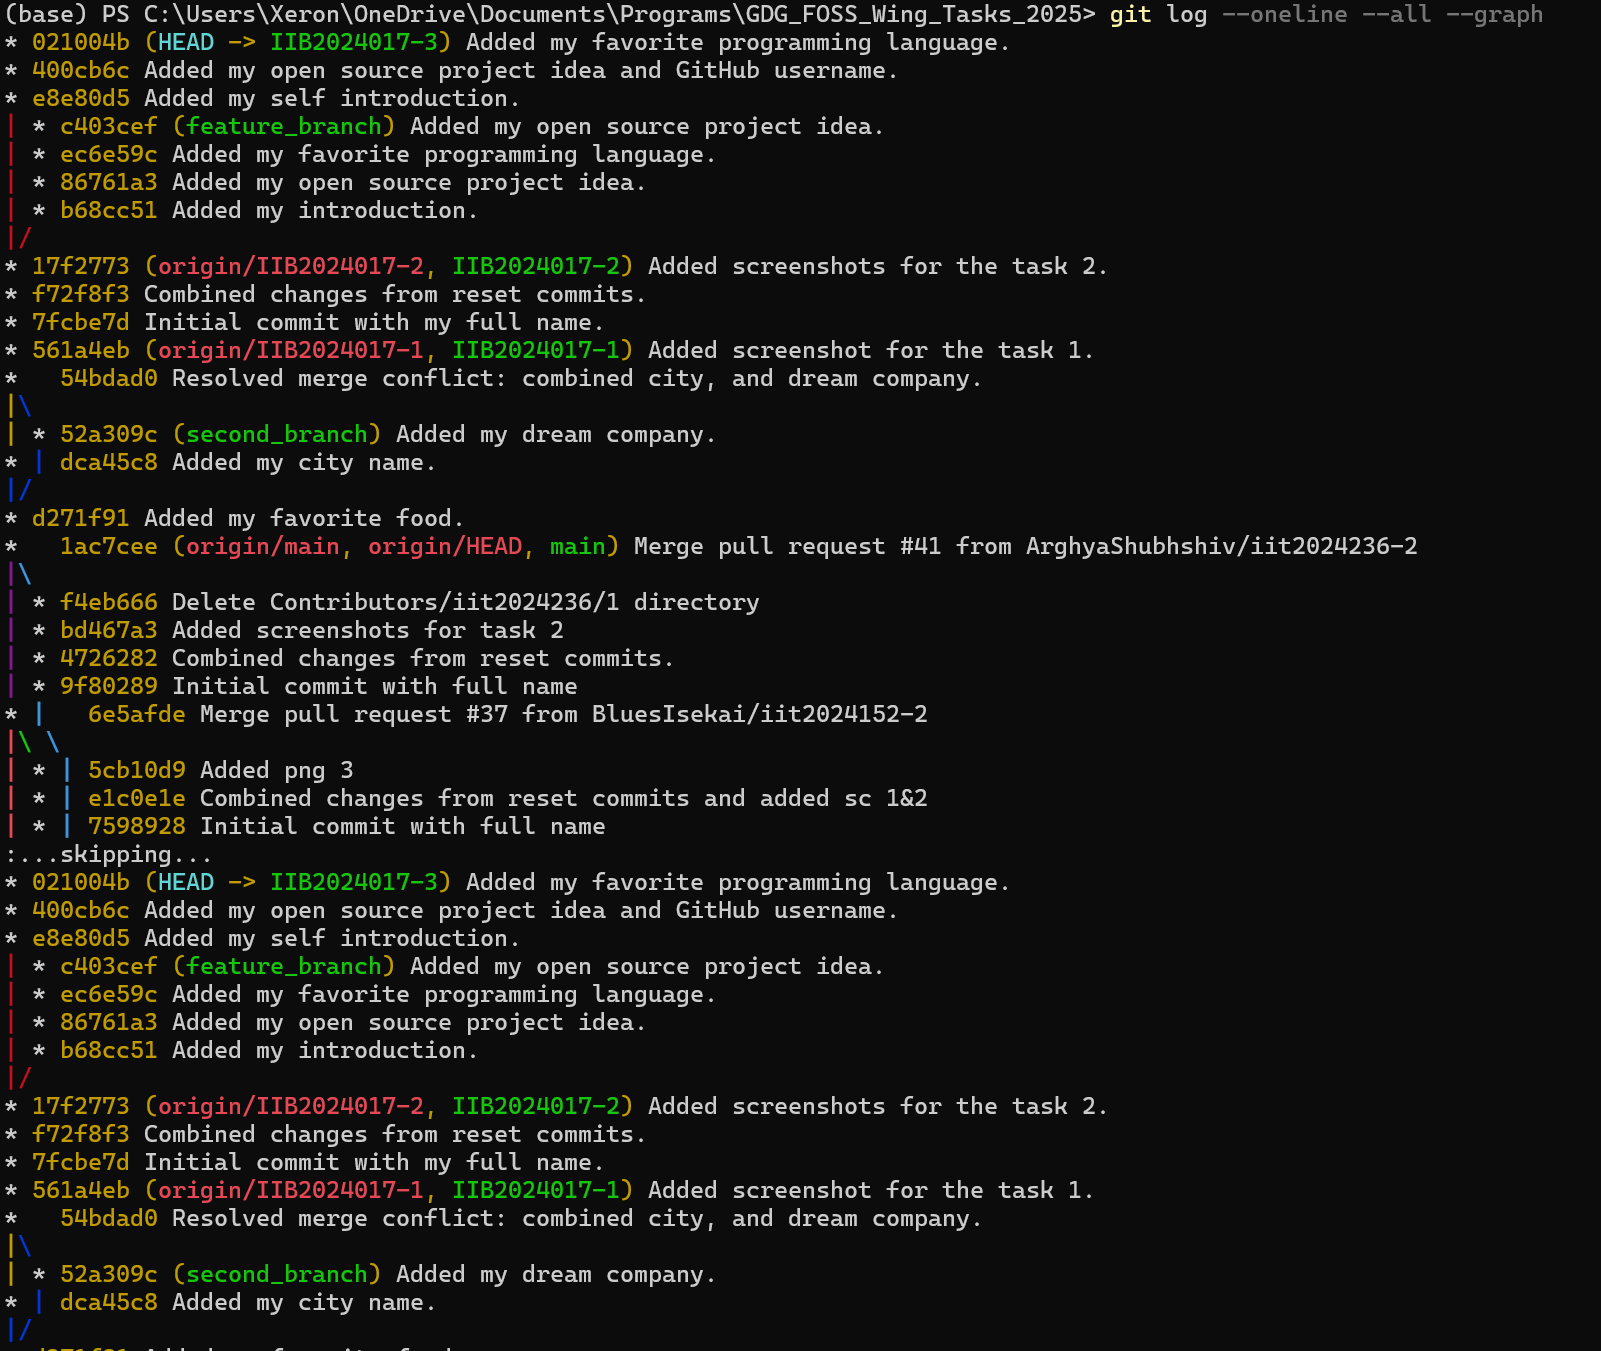 (base) PS C:\Users\Xeron\OneDrive\Documents\Programs\GDG_FOSS_Wing_Tasks_2025> git log --oneline --all --graph
* 021004b (HEAD -> IIB2024017-3) Added my favorite programming language.
* 400cb6c Added my open source project idea and GitHub username.
* e8e80d5 Added my self introduction.
| * c403cef (feature_branch) Added my open source project idea.
| * ec6e59c Added my favorite programming language.
| * 86761a3 Added my open source project idea.
| * b68cc51 Added my introduction.
|/
* 17f2773 (origin/IIB2024017-2, IIB2024017-2) Added screenshots for the task 2.
* f72f8f3 Combined changes from reset commits.
* 7fcbe7d Initial commit with my full name.
* 561a4eb (origin/IIB2024017-1, IIB2024017-1) Added screenshot for the task 1.
*   54bdad0 Resolved merge conflict: combined city, and dream company.
|\
| * 52a309c (second_branch) Added my dream company.
* | dca45c8 Added my city name.
|/
* d271f91 Added my favorite food.
*   1ac7cee (origin/main, origin/HEAD, main) Merge pull request #41 from ArghyaShubhshiv/iit2024236-2
|\
| * f4eb666 Delete Contributors/iit2024236/1 directory
| * bd467a3 Added screenshots for task 2
| * 4726282 Combined changes from reset commits.
| * 9f80289 Initial commit with full name
* |   6e5afde Merge pull request #37 from BluesIsekai/iit2024152-2
|\ \
| * | 5cb10d9 Added png 3
| * | e1c0e1e Combined changes from reset commits and added sc 1&2
| * | 7598928 Initial commit with full name
:...skipping...
* 021004b (HEAD -> IIB2024017-3) Added my favorite programming language.
* 400cb6c Added my open source project idea and GitHub username.
* e8e80d5 Added my self introduction.
| * c403cef (feature_branch) Added my open source project idea.
| * ec6e59c Added my favorite programming language.
| * 86761a3 Added my open source project idea.
| * b68cc51 Added my introduction.
|/
* 17f2773 (origin/IIB2024017-2, IIB2024017-2) Added screenshots for the task 2.
* f72f8f3 Combined changes from reset commits.
* 7fcbe7d Initial commit with my full name.
* 561a4eb (origin/IIB2024017-1, IIB2024017-1) Added screenshot for the task 1.
*   54bdad0 Resolved merge conflict: combined city, and dream company.
|\
| * 52a309c (second_branch) Added my dream company.
* | dca45c8 Added my city name.
|/